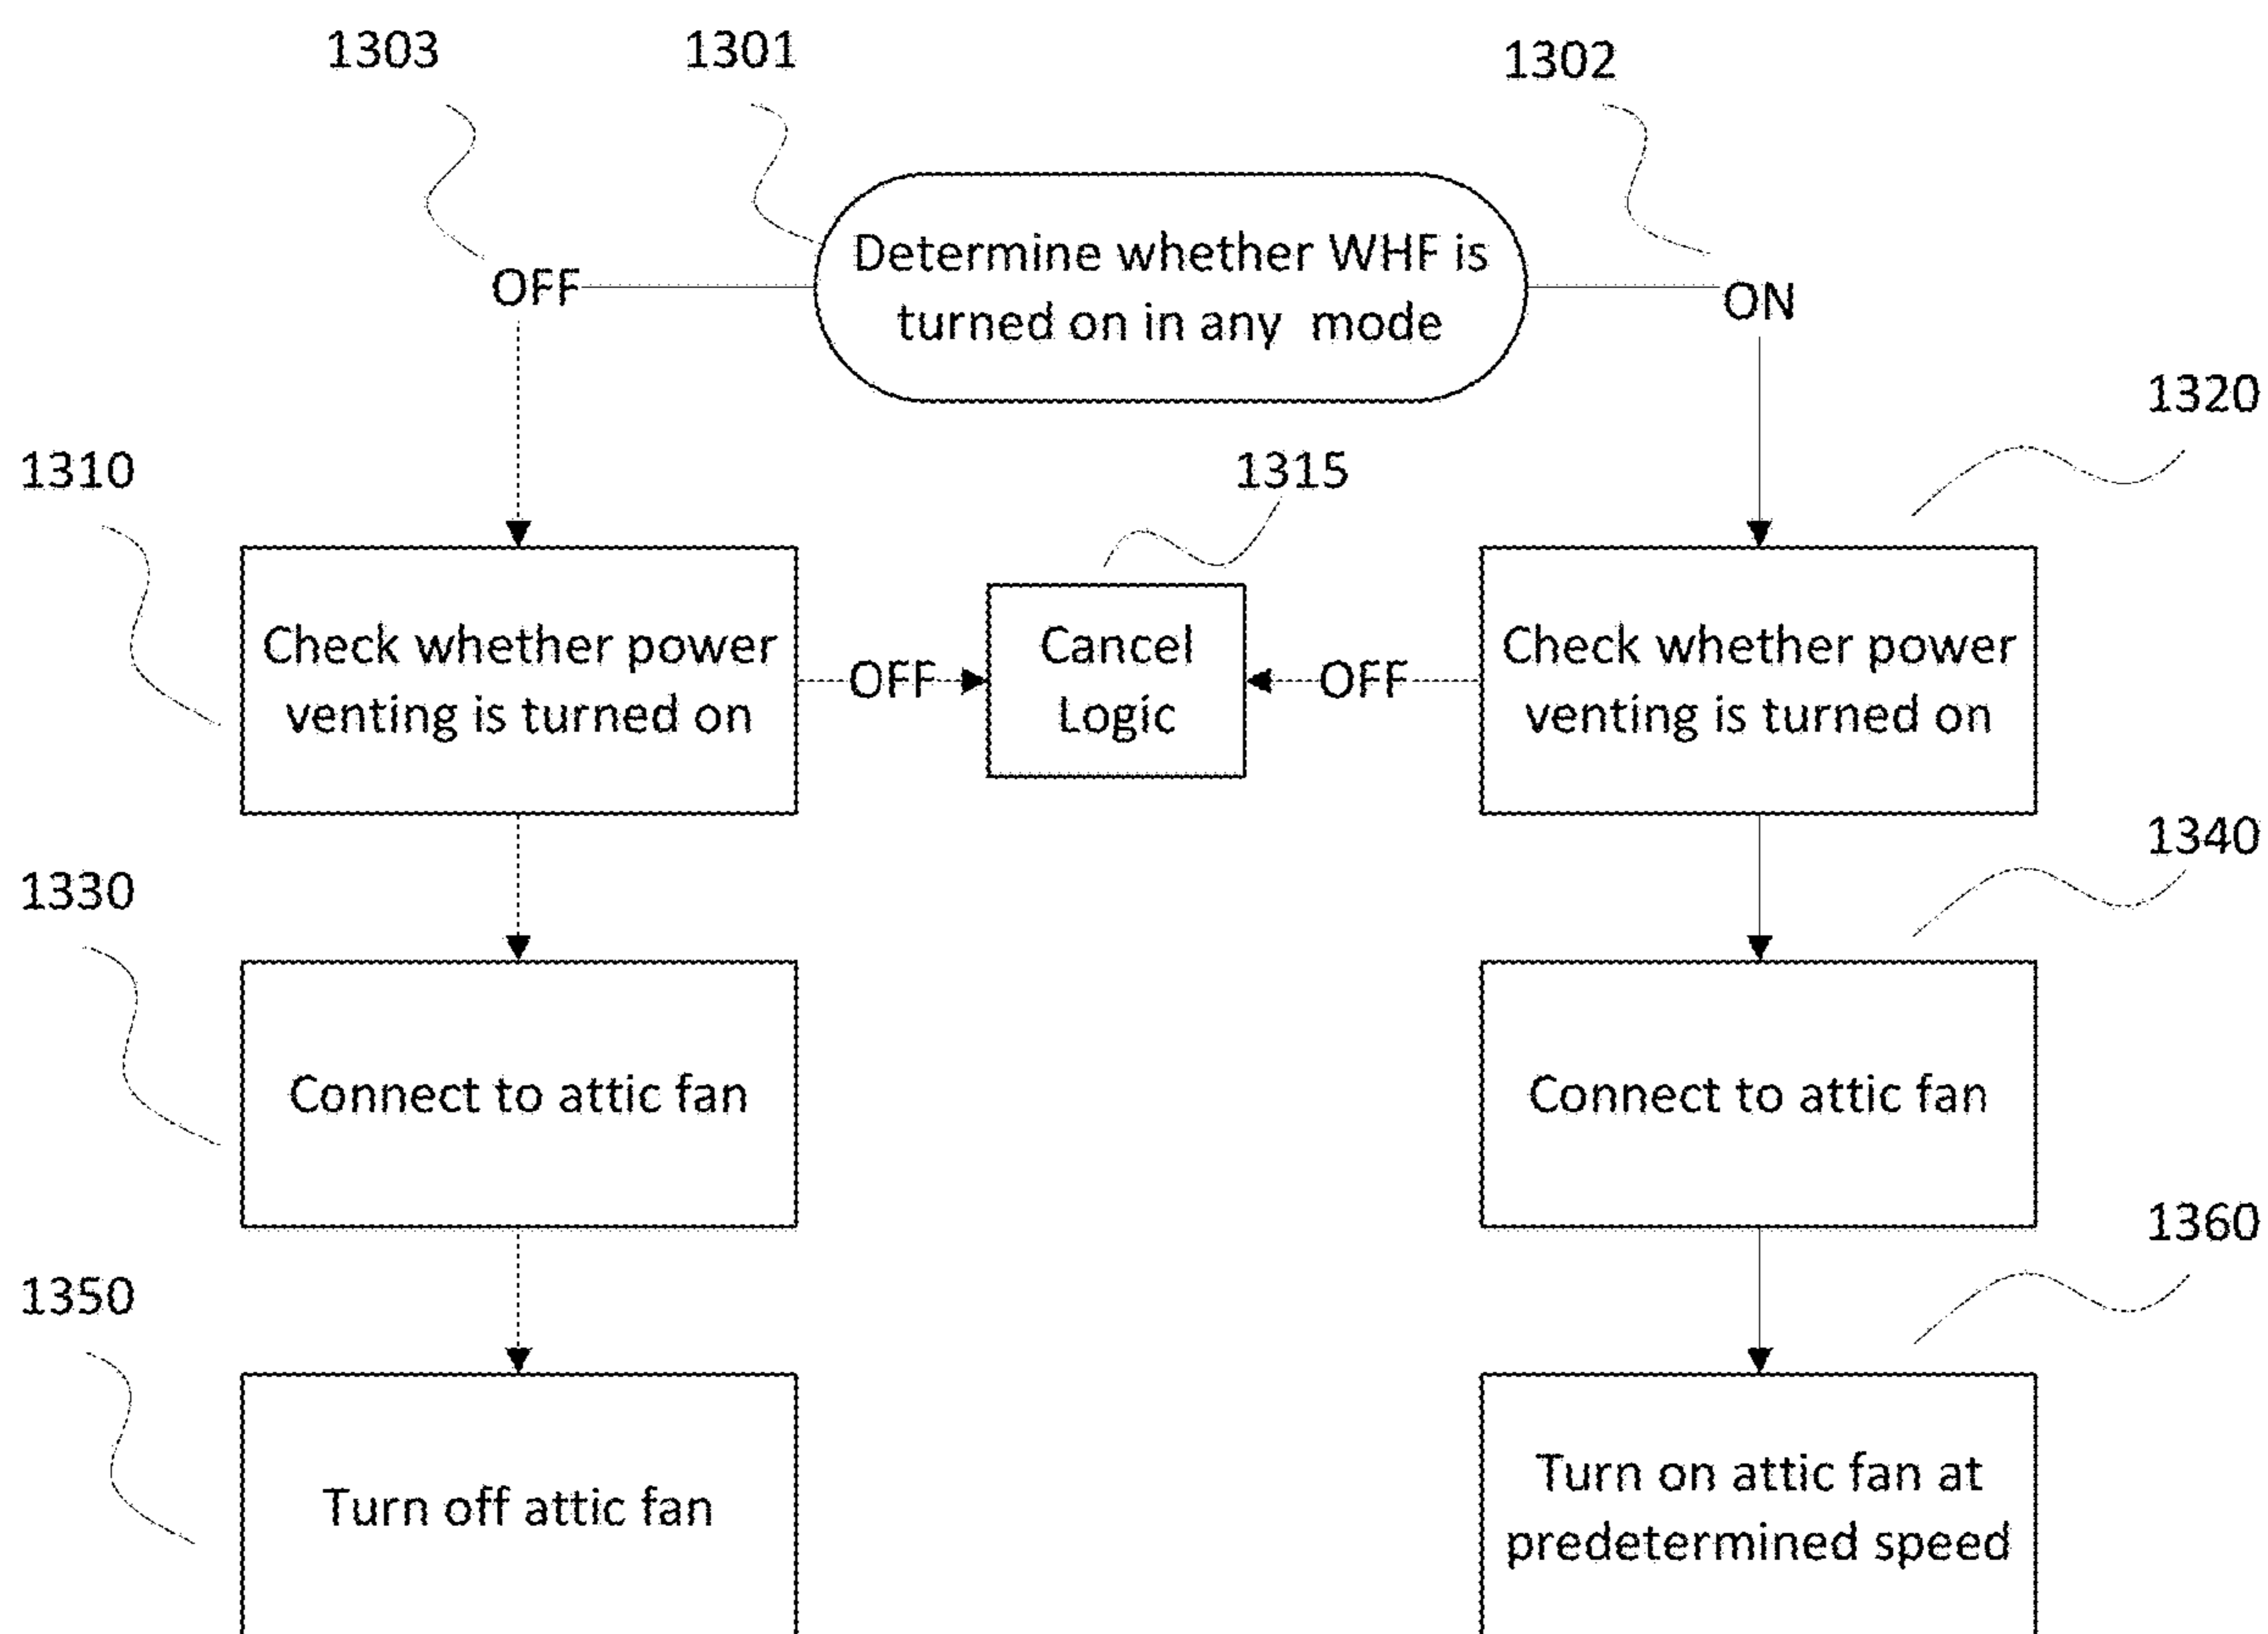 1303
1301
1302
Determine whether WHF is
turned on in any mode
OFF
ON
1320
1310
1315
Check whether power
venting is turned on
OFF
Cancel
Logic
OFF
Check whether power
venting is turned on
1340
1330
Connect to attic fan
Connect to attic fan
1360
1350
Turn off attic fan
Turn on attic fan at
predetermined speed